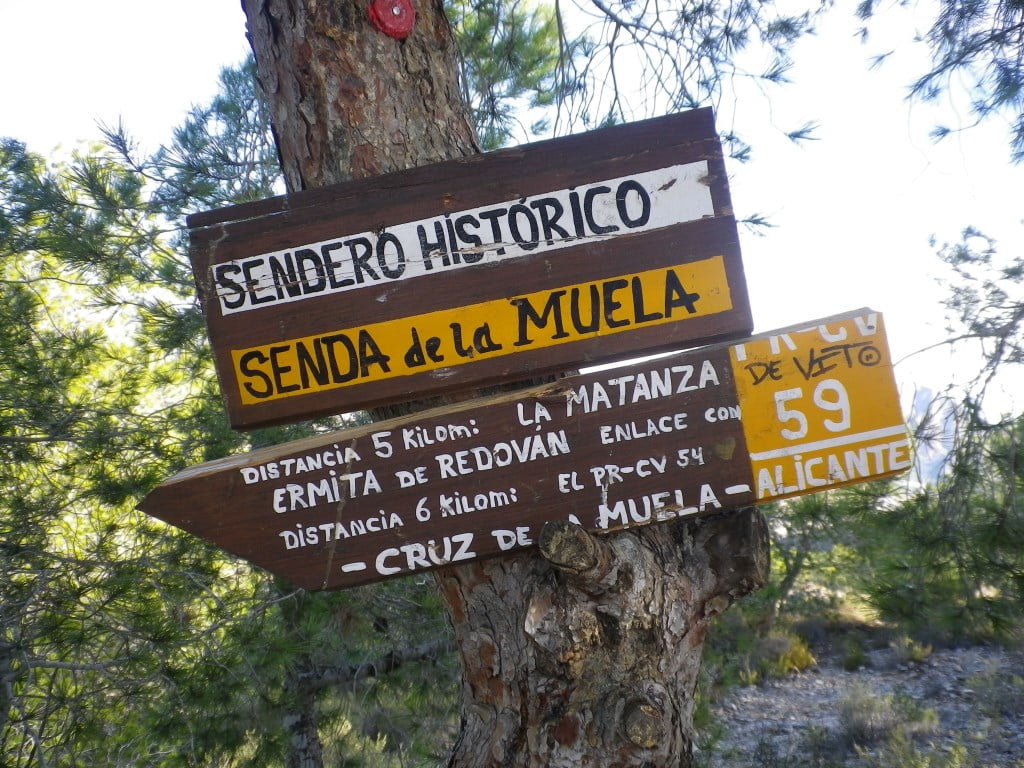 SENDERO HISTÓRICO
SENDA de la MUELA
DISTANCIA 5 KILOM: LA MATANZA
ERMITA DE REDOVÁN ENLACE CON
DISTANCIA 6 KILOM: EL PR-CV 54
- CRUZ DE LA MUELA -
PR-CV
DE VETO
59
ALICANTE